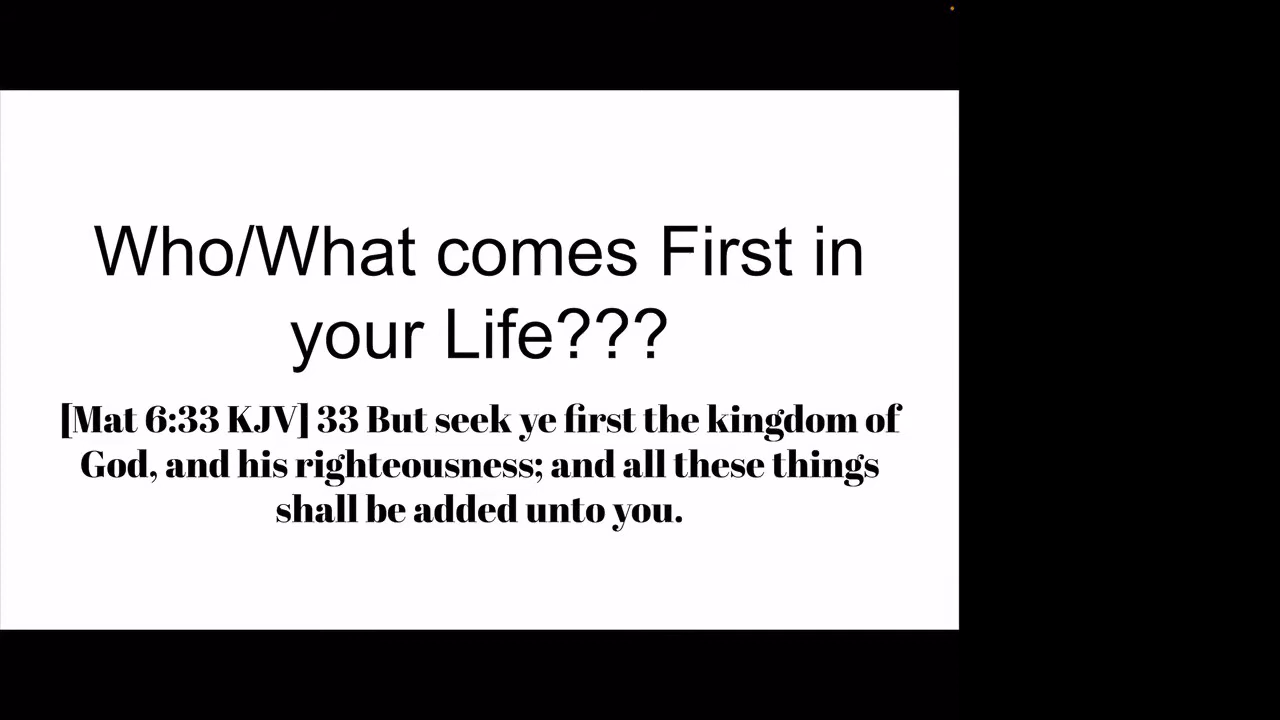 Who/What comes First in
your Life???
[Mat 6:33 KJV] 33 But seek ye first the kingdom of
God, and his righteousness; and all these things
shall be added unto you.